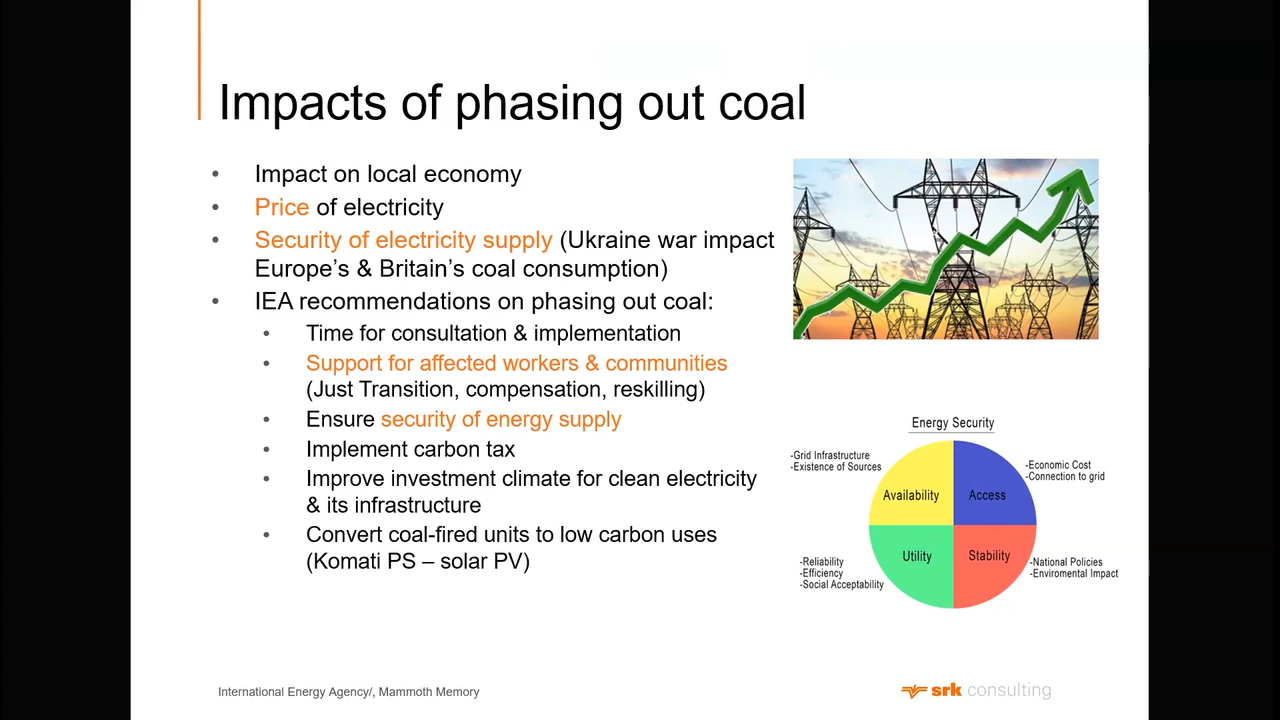 Impacts of phasing out coal
• Impact on local economy
• Price of electricity
• Security of electricity supply (Ukraine war impact
Europe's & Britain's coal consumption)
• IEA recommendations on phasing out coal:
• Time for consultation & implementation
• Support for affected workers & communities
(Just Transition, compensation, reskilling)
• Ensure security of energy supply
• Implement carbon tax
• Improve investment climate for clean electricity
& its infrastructure
• Convert coal-fired units to low carbon uses
(Komati PS – solar PV)
Energy Security
-Grid Infrastructure
-Existence of Sources
-Economic Cost
-Connection to grid
Availability
Access
Utility
Stability
-Reliability
-Efficiency
-Social Acceptability
-National Policies
-Enviromental Impact
International Energy Agency/, Mammoth Memory
srk consulting